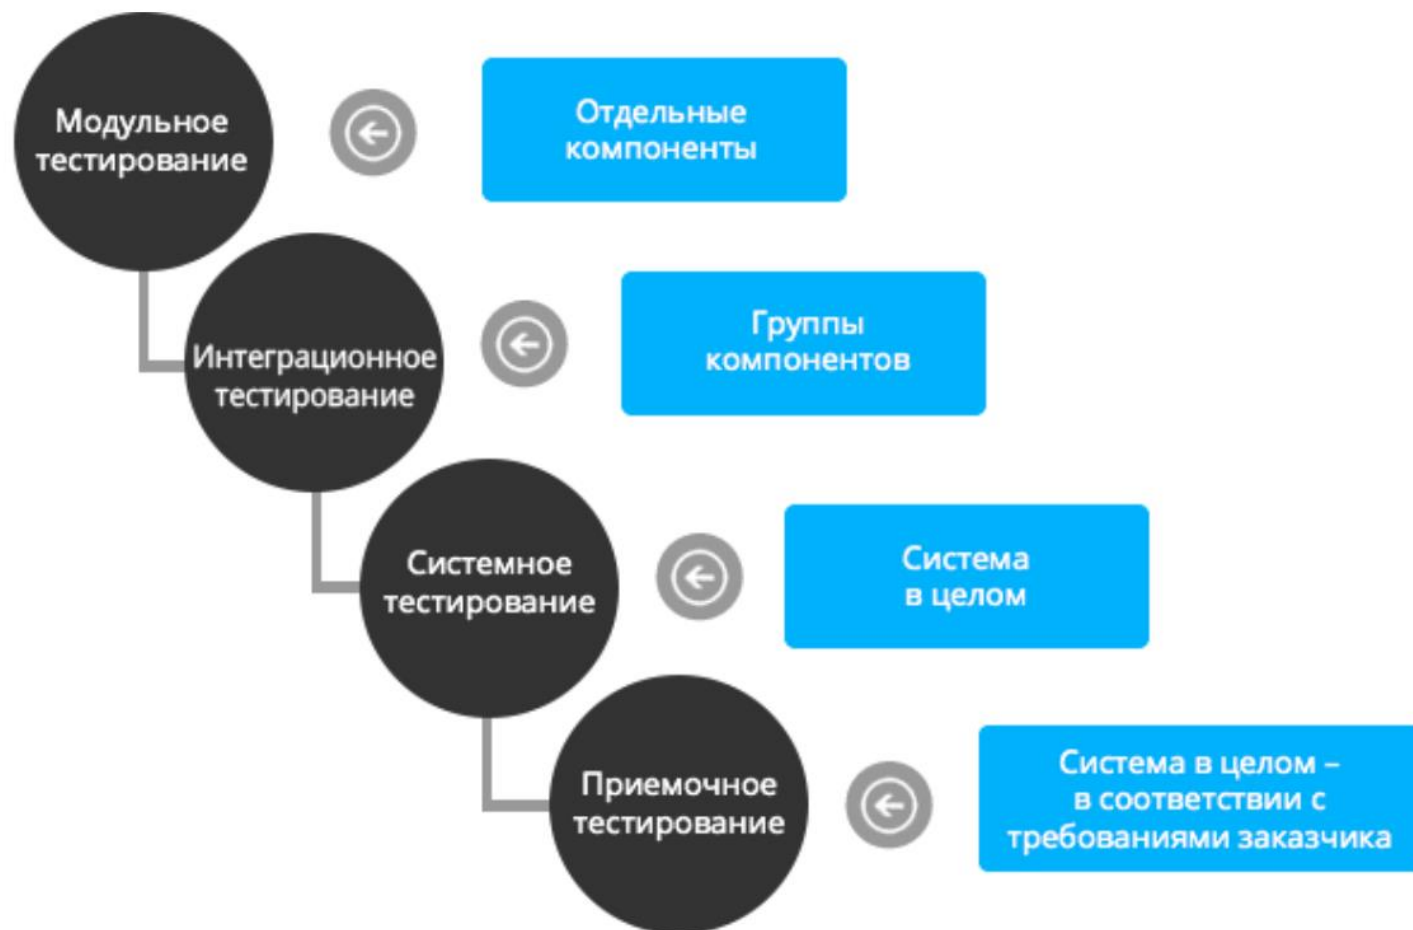 Модульное
тестирование
Отдельные
компоненты
Интеграционное
тестирование
Группы
компонентов
Системное
тестирование
Система
в целом
Приемочное
тестирование
Система в целом –
в соответствии с
требованиями заказчика